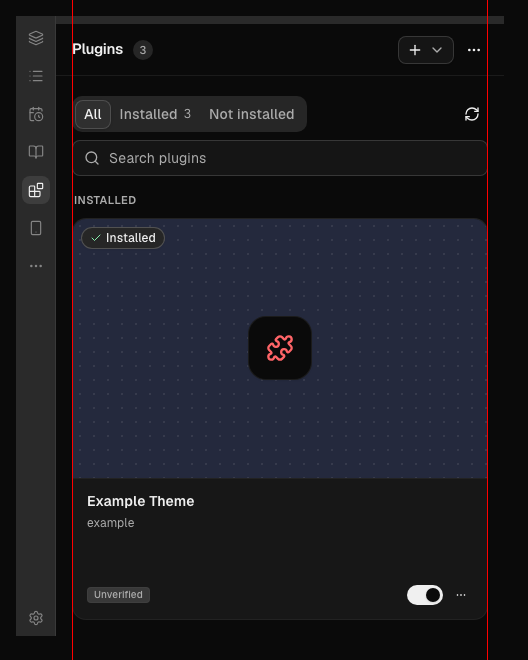 Plugins 3
All Installed 3 Not installed
Search plugins
INSTALLED
Installed
Example Theme
example
Unverified